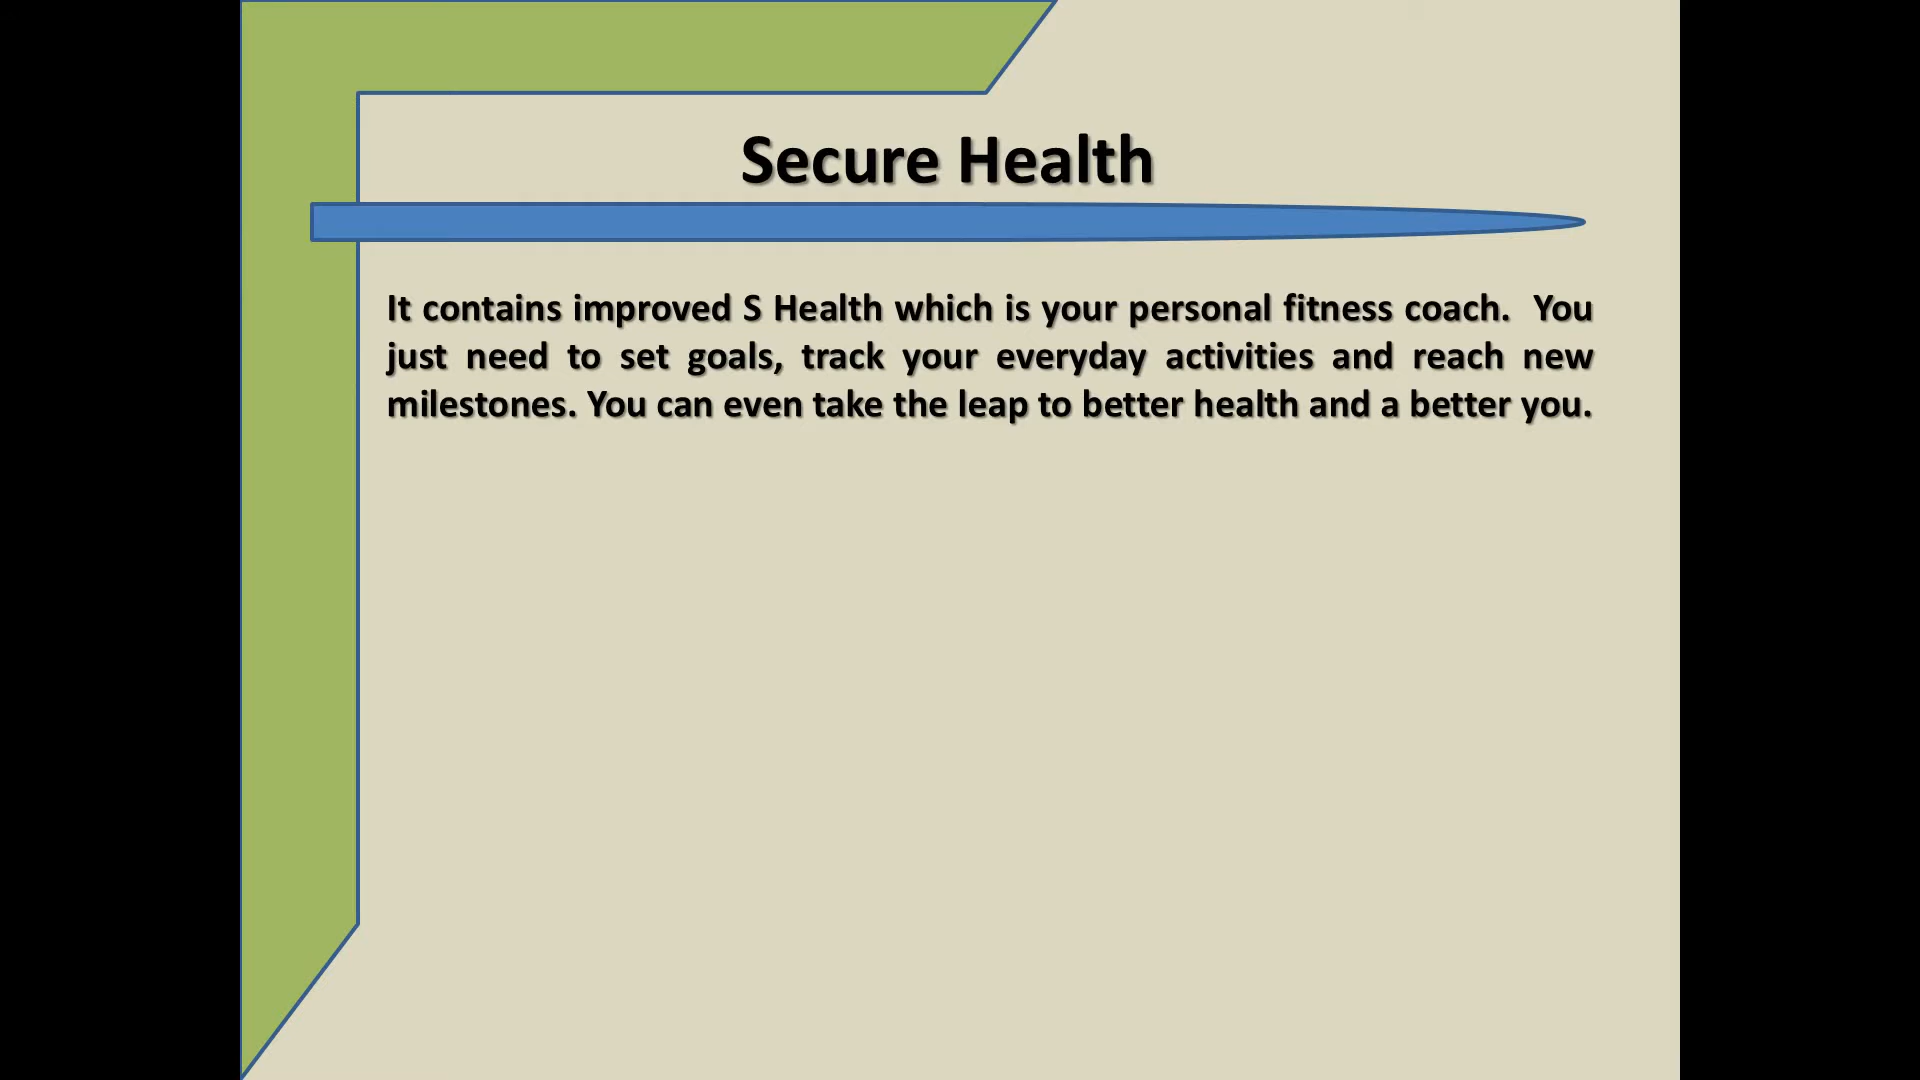 Secure Health
It contains improved S Health which is your personal fitness coach.  You
just need to set goals, track your everyday activities and reach new
milestones. You can even take the leap to better health and a better you.